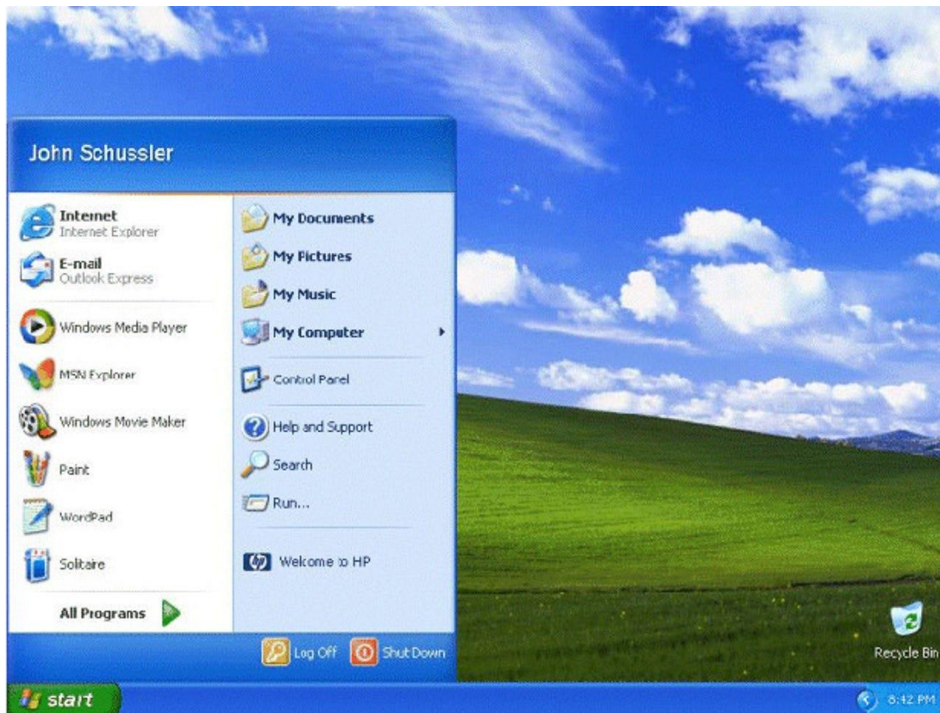 John Schussler
Internet
Internet Explorer
E-mail
Outlook Express
Windows Media Player
MSN Explorer
Windows Movie Maker
Paint
WordPad
Solitaire
All Programs
My Documents
My Pictures
My Music
My Computer
Control Panel
Help and Support
Search
Run...
hp
Welcome to HP
Log Off
Shut Down
Recycle Bin
start
8:42 PM